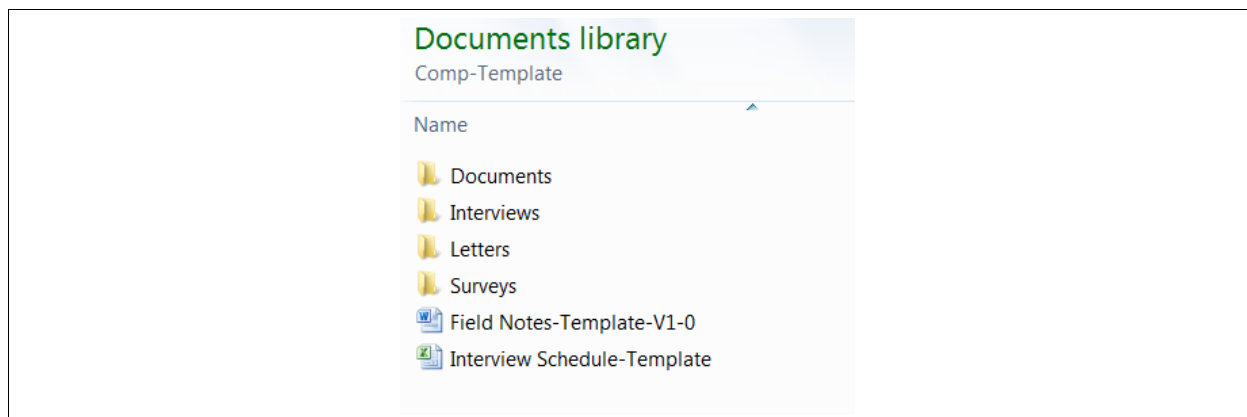 Documents library
Comp-Template
Name
Documents
Interviews
Letters
Surveys
Field Notes-Template-V1-0
Interview Schedule-Template